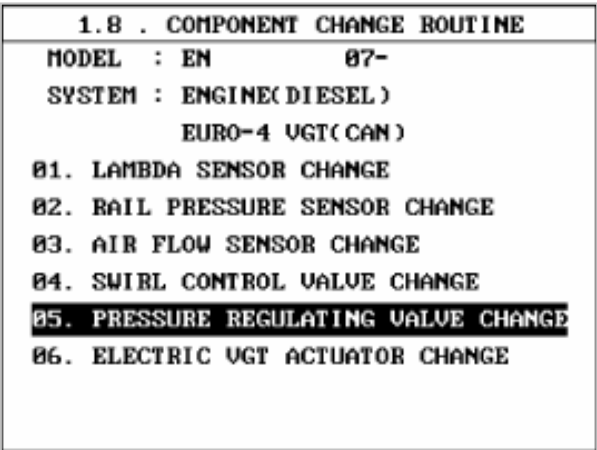 1.8 . COMPONENT CHANGE ROUTINE
MODEL : EN 07-
SYSTEM : ENGINE(DIESEL)
EURO-4 VGT(CAN)
01. LAMBDA SENSOR CHANGE
02. RAIL PRESSURE SENSOR CHANGE
03. AIR FLOW SENSOR CHANGE
04. SWIRL CONTROL VALVE CHANGE
05. PRESSURE REGULATING VALVE CHANGE
06. ELECTRIC VGT ACTUATOR CHANGE